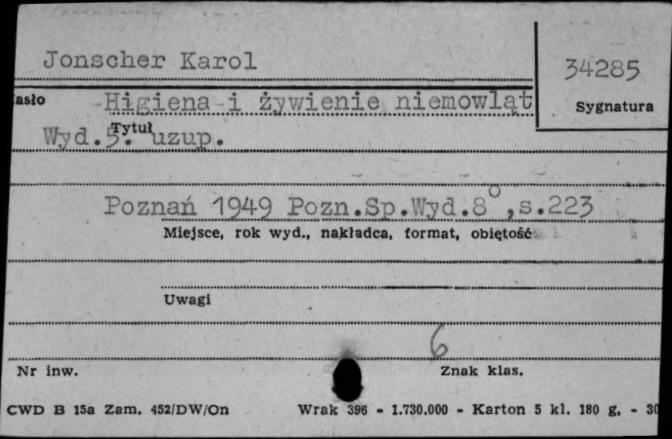 Jonscher Karol
34285
asło
Higiena i żywienie niemowląt
Sygnatura
Tytuł
Wyd.5. uzup.
Poznań 1949 Pozn.Sp.Wyd.8°,s.223
Miejsce, rok wyd., nakładca, format, obiętość
Uwagi
6
Nr inw.
Znak klas.
CWD B 15a Zam. 452/DW/On Wrak 396 - 1.730.000 - Karton 5 kl. 180 g, - 30